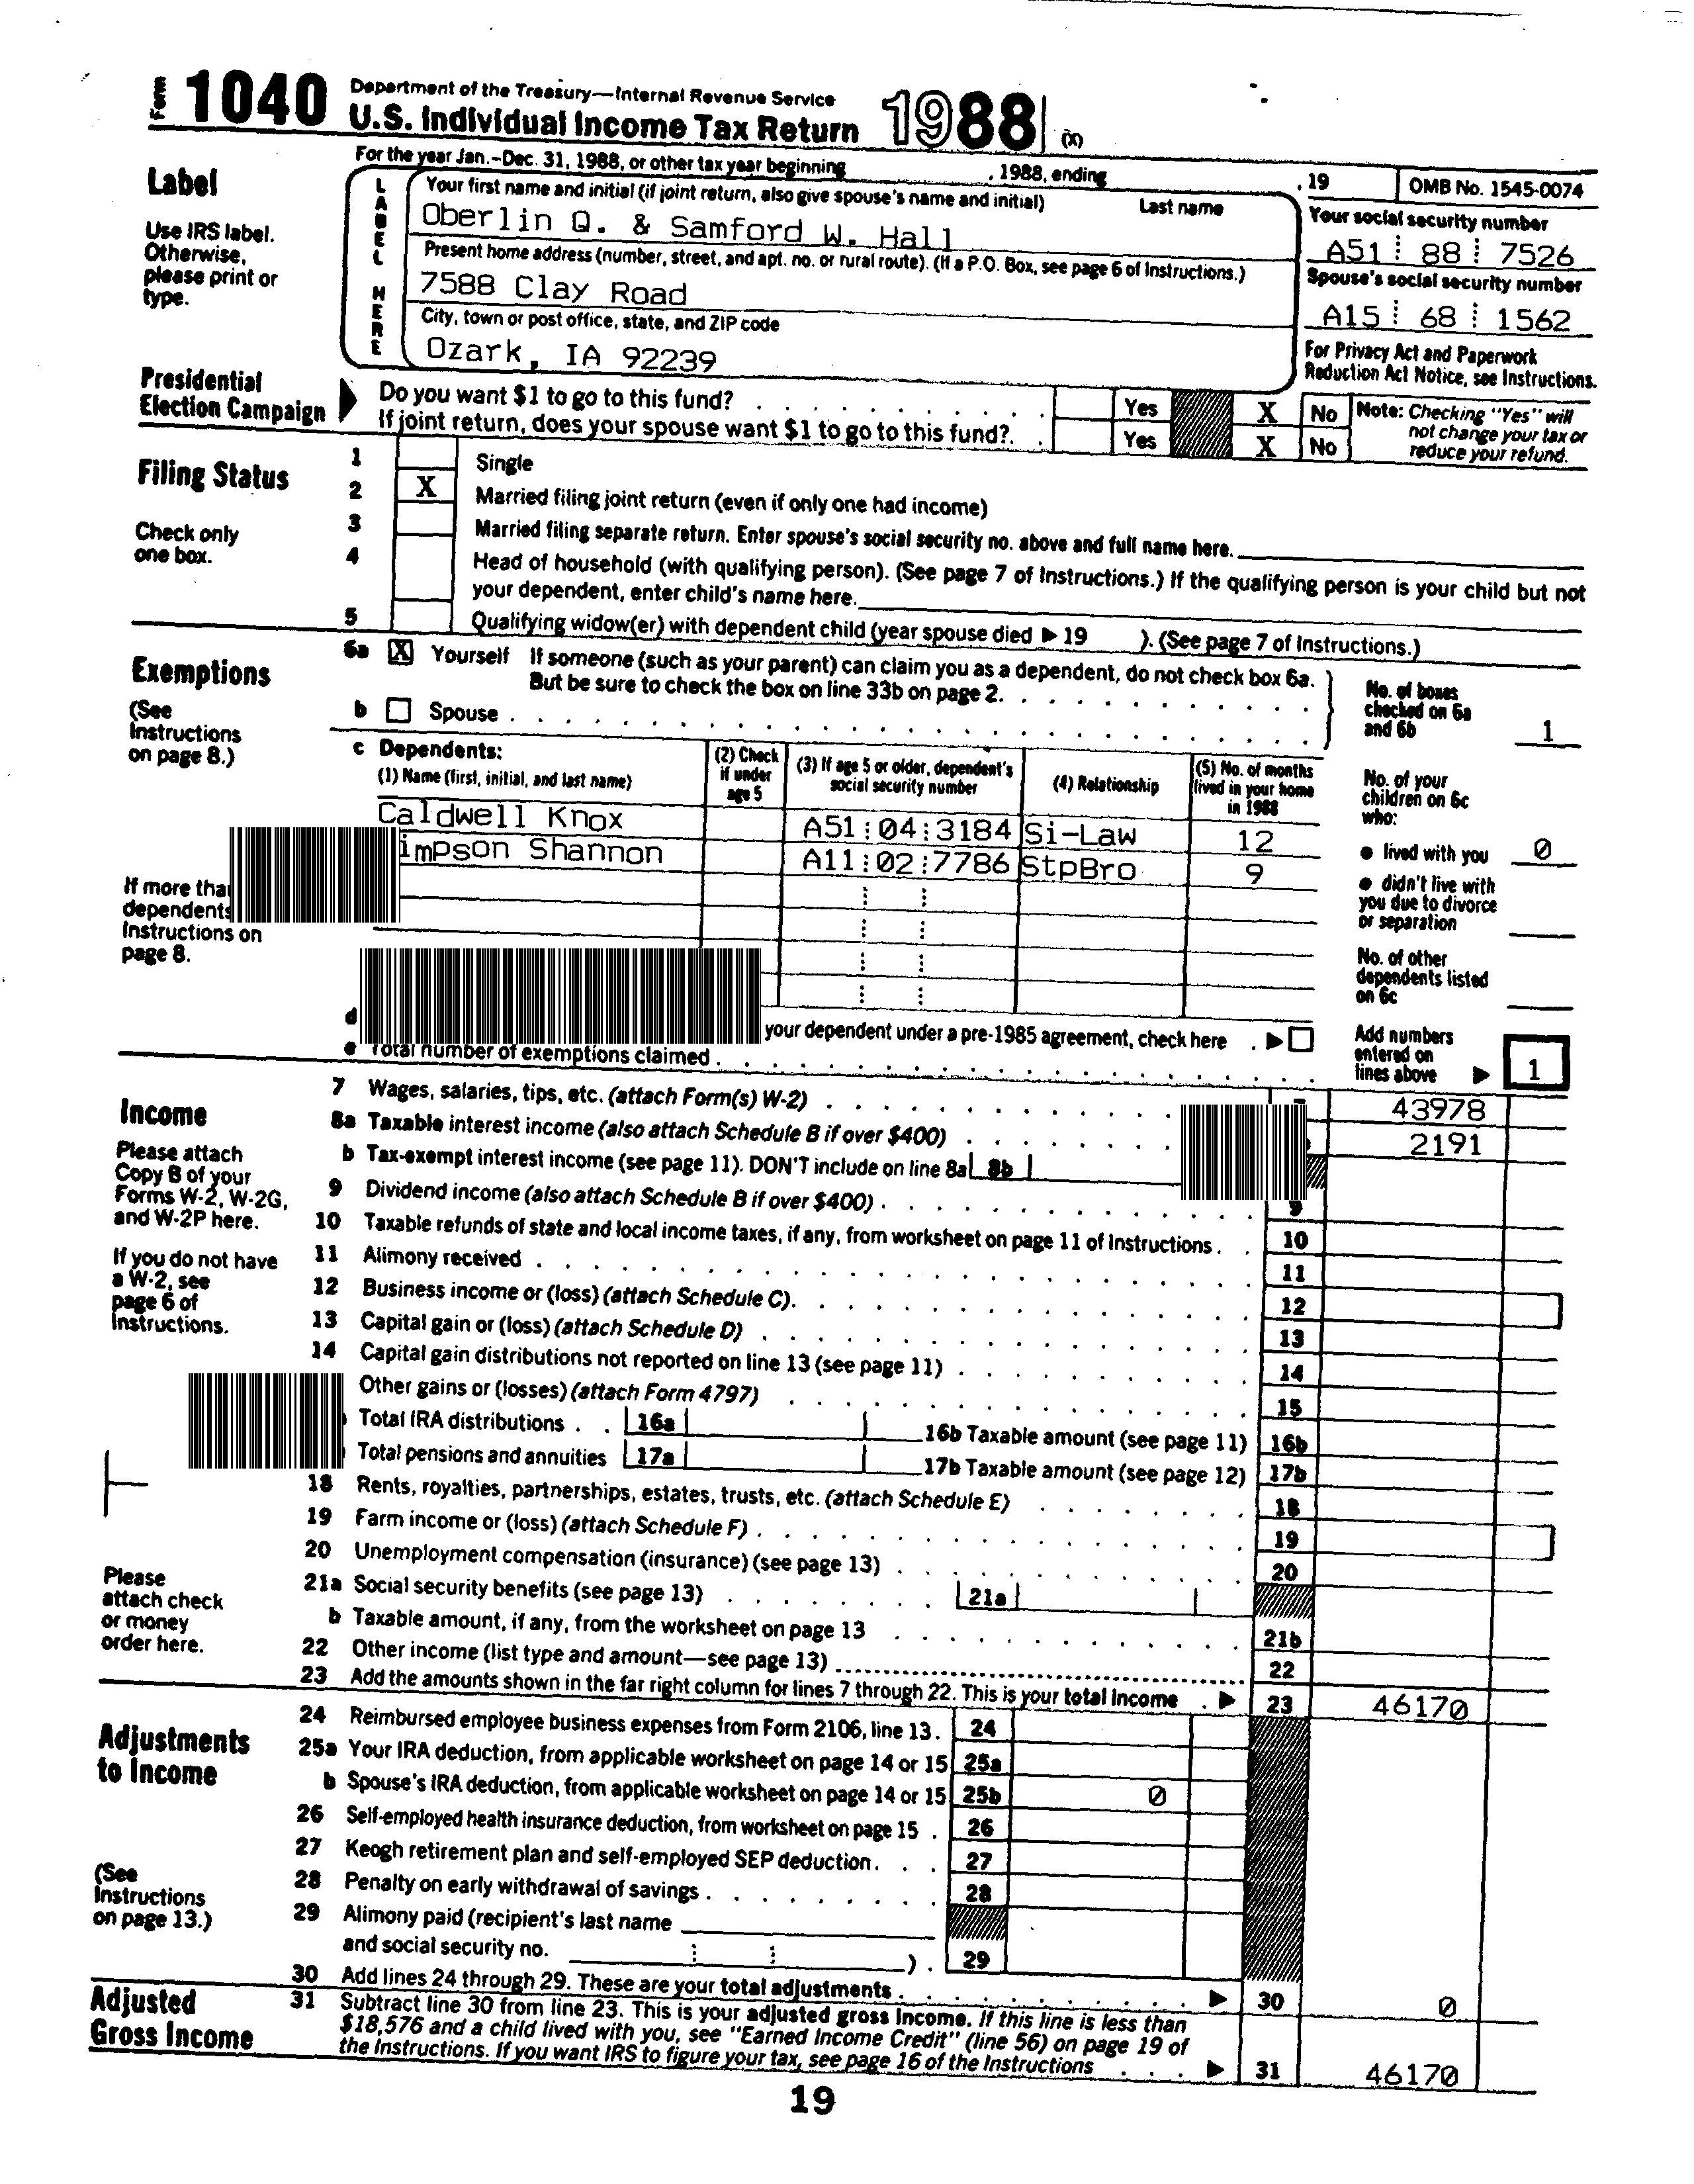 Form 1040 Department of the Treasury—Internal Revenue Service
U.S. Individual Income Tax Return 1988 (X)
For the year Jan.-Dec. 31, 1988, or other tax year beginning , 1988, ending , 19 OMB No. 1545-0074
Label
Use IRS label.
Otherwise,
please print or
type.
LABEL HERE
Your first name and initial (if joint return, also give spouse's name and initial) Last name
Oberlin Q. & Samford W. Hall
Present home address (number, street, and apt. no. or rural route). (If a P.O. Box, see page 6 of Instructions.)
7588 Clay Road
City, town or post office, state, and ZIP code
Ozark, IA 92239
Your social security number
A51 88 7526
Spouse's social security number
A15 68 1562
For Privacy Act and Paperwork
Reduction Act Notice, see Instructions.
Presidential
Election Campaign
Do you want $1 to go to this fund? Yes X No
If joint return, does your spouse want $1 to go to this fund?. Yes X No
Note: Checking "Yes" will
not change your tax or
reduce your refund.
Filing Status
Check only
one box.
1 Single
2 X Married filing joint return (even if only one had income)
3 Married filing separate return. Enter spouse's social security no. above and full name here.
4 Head of household (with qualifying person). (See page 7 of Instructions.) If the qualifying person is your child but not
your dependent, enter child's name here.
5 Qualifying widow(er) with dependent child (year spouse died ▶ 19 ). (See page 7 of Instructions.)
Exemptions
(See
Instructions
on page 8.)
6a X Yourself If someone (such as your parent) can claim you as a dependent, do not check box 6a.
But be sure to check the box on line 33b on page 2.
b Spouse
No. of boxes
checked on 6a
and 6b 1
c Dependents:
(1) Name (first, initial, and last name)
(2) Check
if under
age 5
(3) If age 5 or older, dependent's
social security number
(4) Relationship
(5) No. of months
lived in your home
in 1988
Caldwell Knox A51:04:3184 Si-Law 12
impson Shannon A11:02:7786 StpBro 9
No. of your
children on 6c
who:
● lived with you 0
● didn't live with
you due to divorce
or separation
No. of other
dependents listed
on 6c
If more tha
dependents
Instructions on
page 8.
d your dependent under a pre-1985 agreement, check here ▶
e Total number of exemptions claimed
Add numbers
entered on
lines above ▶ 1
Income
Please attach
Copy B of your
Forms W-2, W-2G,
and W-2P here.
If you do not have
a W-2, see
page 6 of
Instructions.
7 Wages, salaries, tips, etc. (attach Form(s) W-2) 43978
8a Taxable interest income (also attach Schedule B if over $400) 2191
b Tax-exempt interest income (see page 11). DON'T include on line 8a 8b
9 Dividend income (also attach Schedule B if over $400) 9
10 Taxable refunds of state and local income taxes, if any, from worksheet on page 11 of Instructions 10
11 Alimony received 11
12 Business income or (loss) (attach Schedule C) 12
13 Capital gain or (loss) (attach Schedule D) 13
14 Capital gain distributions not reported on line 13 (see page 11) 14
Other gains or (losses) (attach Form 4797) 15
Total IRA distributions 16a 16b Taxable amount (see page 11) 16b
Total pensions and annuities 17a 17b Taxable amount (see page 12) 17b
18 Rents, royalties, partnerships, estates, trusts, etc. (attach Schedule E) 18
19 Farm income or (loss) (attach Schedule F) 19
20 Unemployment compensation (insurance) (see page 13) 20
Please
attach check
or money
order here.
21a Social security benefits (see page 13) 21a
b Taxable amount, if any, from the worksheet on page 13 21b
22 Other income (list type and amount—see page 13) 22
23 Add the amounts shown in the far right column for lines 7 through 22. This is your total income ▶ 23 46170
Adjustments
to Income
(See
Instructions
on page 13.)
24 Reimbursed employee business expenses from Form 2106, line 13 24
25a Your IRA deduction, from applicable worksheet on page 14 or 15 25a
b Spouse's IRA deduction, from applicable worksheet on page 14 or 15 25b 0
26 Self-employed health insurance deduction, from worksheet on page 15 26
27 Keogh retirement plan and self-employed SEP deduction 27
28 Penalty on early withdrawal of savings 28
29 Alimony paid (recipient's last name
and social security no. ) 29
30 Add lines 24 through 29. These are your total adjustments ▶ 30 0
Adjusted
Gross Income
31 Subtract line 30 from line 23. This is your adjusted gross income. If this line is less than
$18,576 and a child lived with you, see "Earned Income Credit" (line 56) on page 19 of
the Instructions. If you want IRS to figure your tax, see page 16 of the Instructions ▶ 31 46170
19